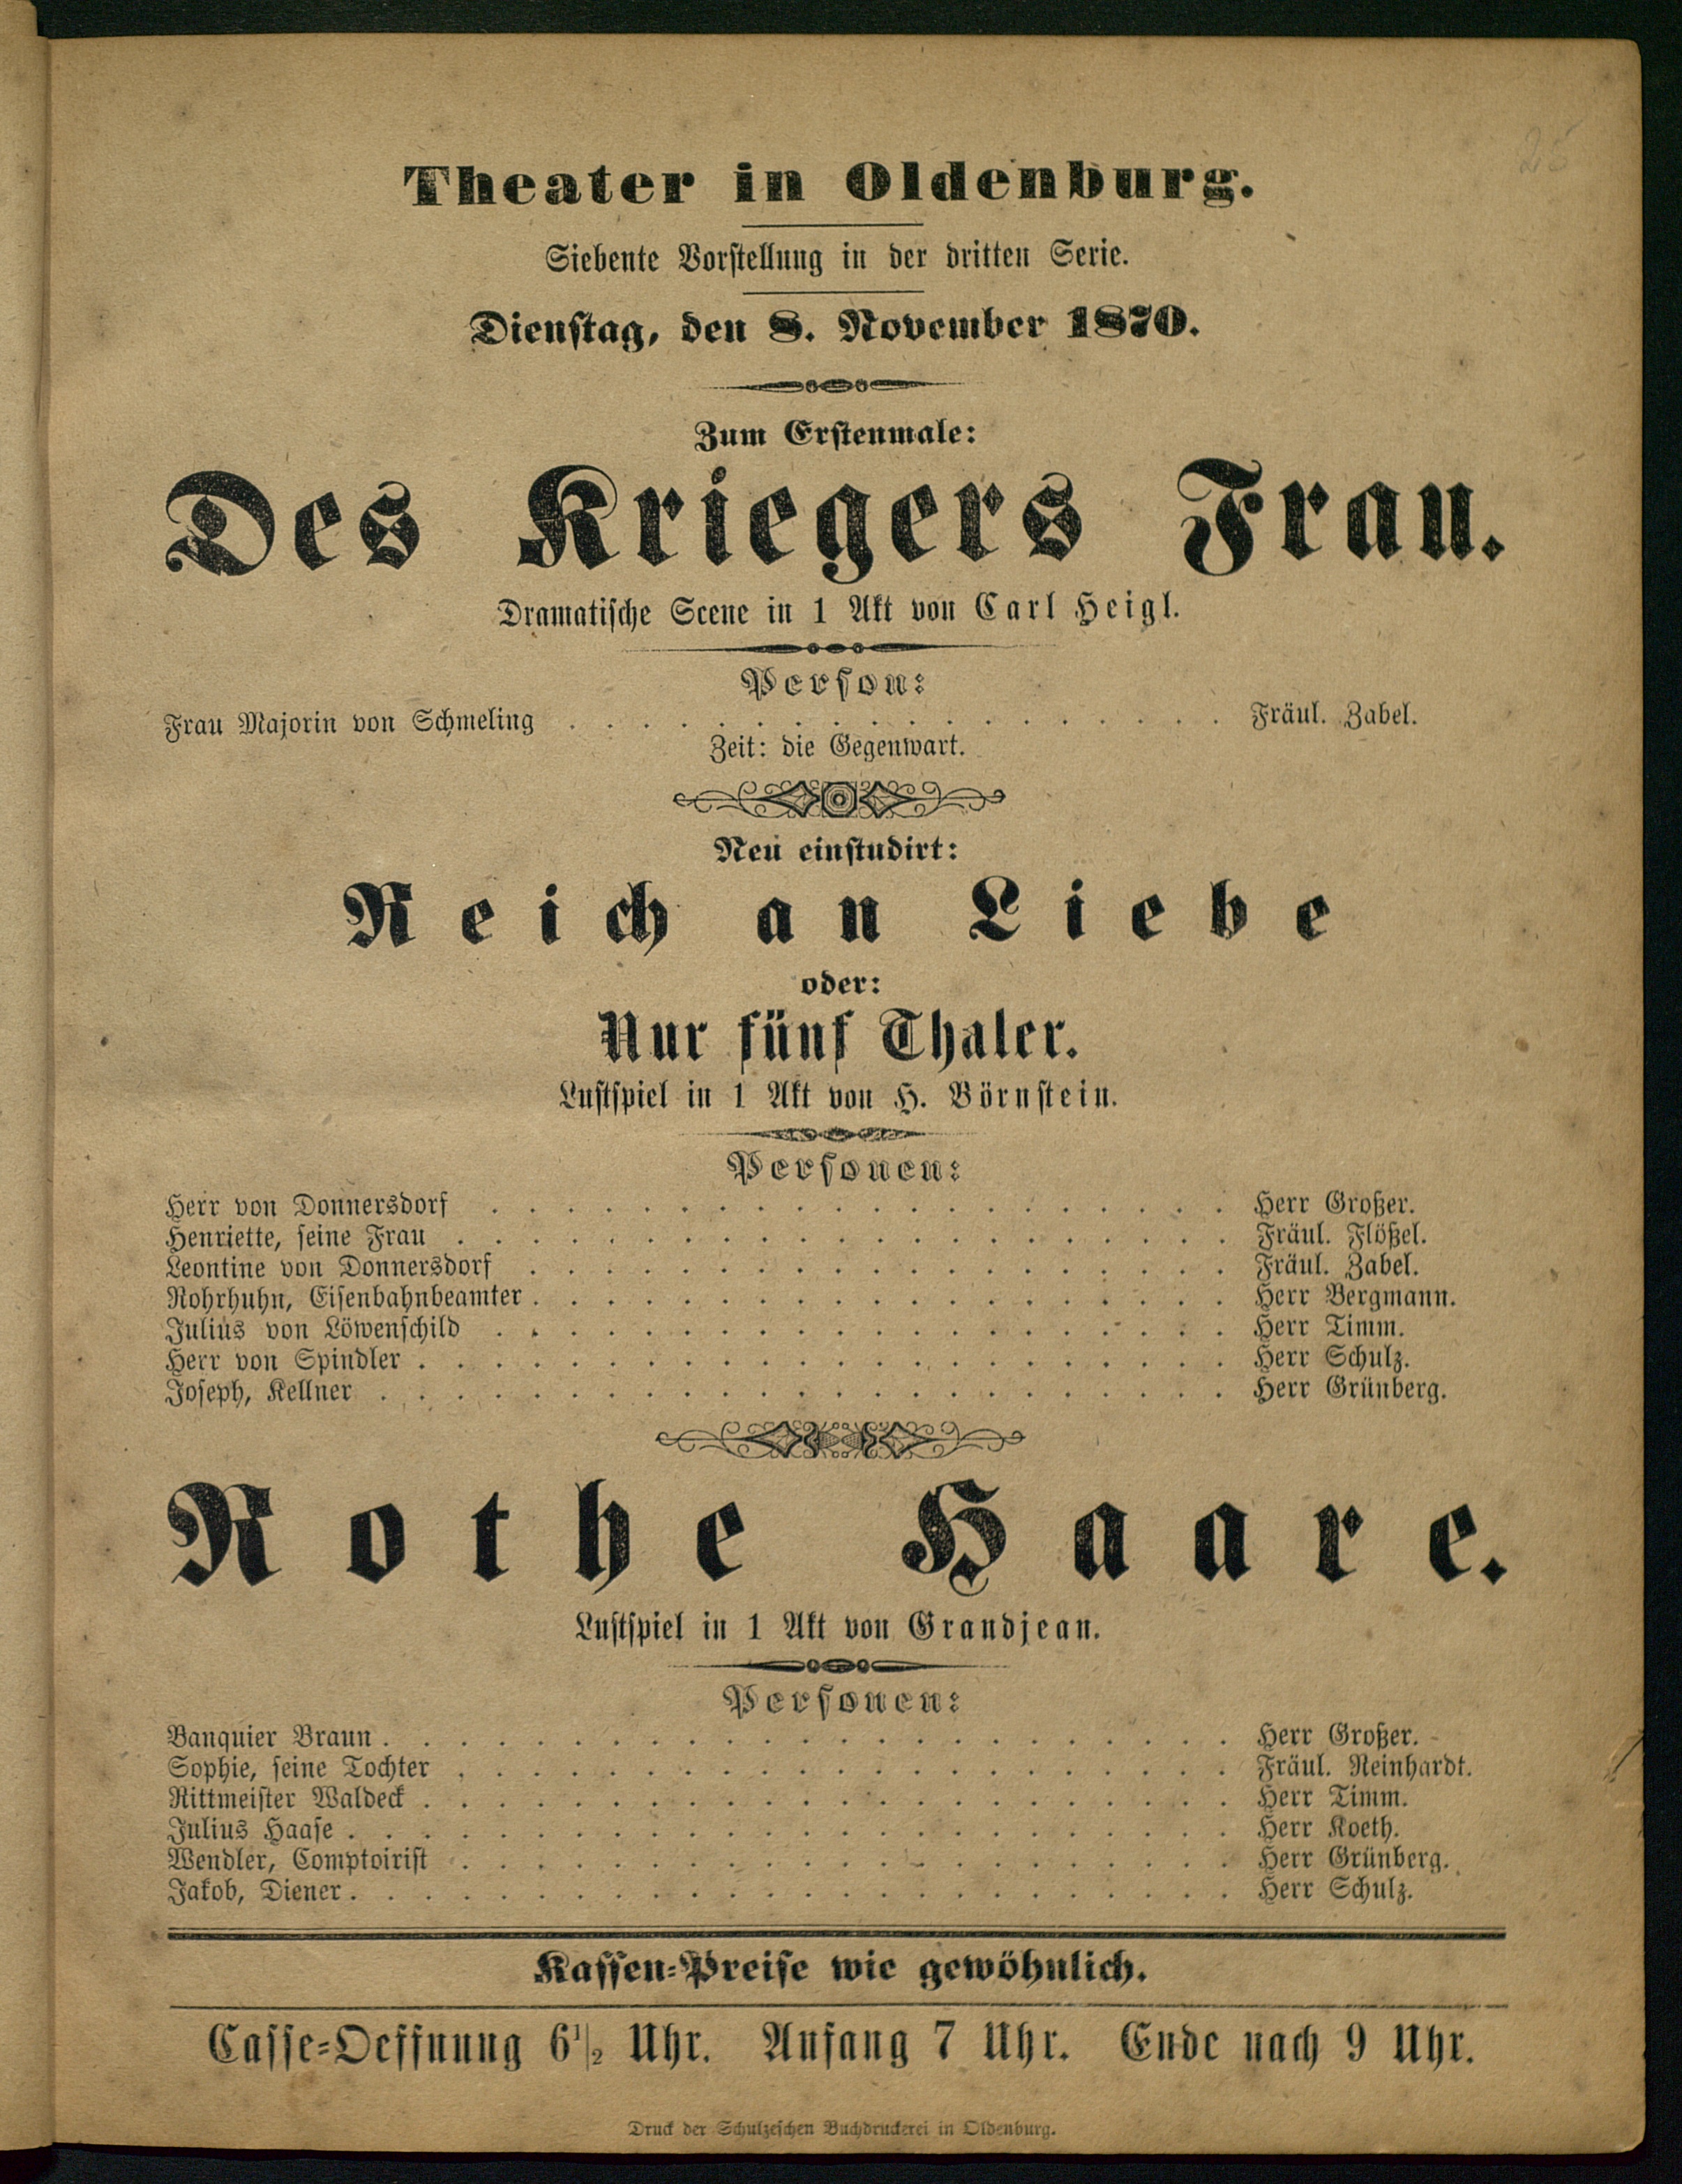 Theater in Oldenburg.
Siebente Vorstellung in der dritten Serie.
Dienstag, den 8. November 1870.
Zum Erstenmale:
Des Kriegers Frau.
Dramatische Scene in 1 Akt von Carl Heigl.
Person:
Frau Majorin von Schmeling . . . . . . . . . . . . . . . . . . Fräul. Zabel.
Zeit: die Gegenwart.
Neu einstudirt:
Reich an Liebe
oder:
Nur fünf Thaler.
Lustspiel in 1 Akt von H. Börnstein.
Personen:
Herr von Donnersdorf . . . . . . . . . . . . . . . . . . . . Herr Großer.
Henriette, seine Frau . . . . . . . . . . . . . . . . . . . . . Fräul. Flößel.
Leontine von Donnersdorf . . . . . . . . . . . . . . . . . . . Fräul. Zabel.
Rohrhuhn, Eisenbahnbeamter . . . . . . . . . . . . . . . . . . . Herr Bergmann.
Julius von Löwenschild . . . . . . . . . . . . . . . . . . . . Herr Timm.
Herr von Spindler . . . . . . . . . . . . . . . . . . . . . . Herr Schulz.
Joseph, Kellner . . . . . . . . . . . . . . . . . . . . . . . Herr Grünberg.
Rothe Haare.
Lustspiel in 1 Akt von Grandjean.
Personen:
Banquier Braun . . . . . . . . . . . . . . . . . . . . . . . Herr Großer.
Sophie, seine Tochter . . . . . . . . . . . . . . . . . . . . . Fräul. Reinhardt.
Rittmeister Waldeck . . . . . . . . . . . . . . . . . . . . . . Herr Timm.
Julius Haase . . . . . . . . . . . . . . . . . . . . . . . . Herr Koeth.
Wendler, Comptoirist . . . . . . . . . . . . . . . . . . . . . Herr Grünberg.
Jakob, Diener . . . . . . . . . . . . . . . . . . . . . . . . Herr Schulz.
Kassen-Preise wie gewöhnlich.
Casse-Oeffnung 6 1/2 Uhr. Anfang 7 Uhr. Ende nach 9 Uhr.
Druck der Schulzeschen Buchdruckerei in Oldenburg.